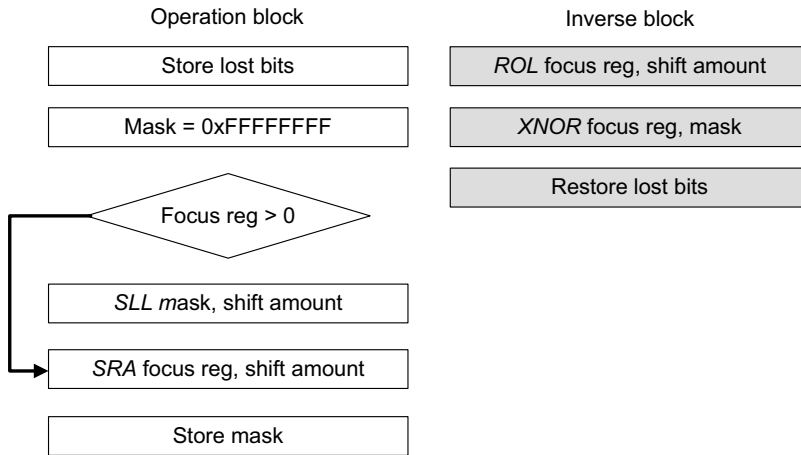 Operation block
Store lost bits
Mask = 0xFFFFFFFF
Focus reg > 0
SLL mask, shift amount
SRA focus reg, shift amount
Store mask
Inverse block
ROL focus reg, shift amount
XNOR focus reg, mask
Restore lost bits